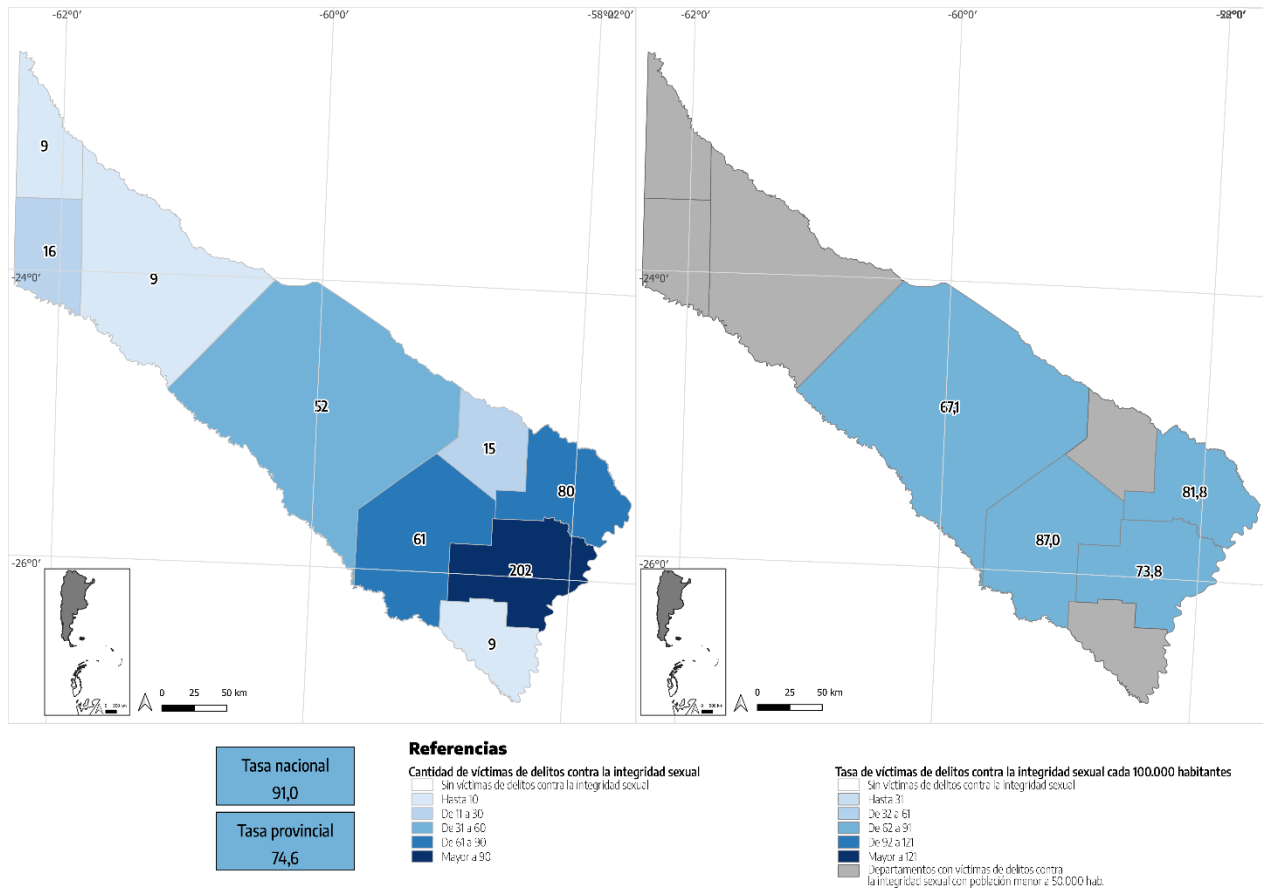 -62°0'
-60°0'
-62°0'
-60°0'
9
16
9
-24°0'
-24°0'
52
67,1
15
80
81,8
61
87,0
202
73,8
-26°0'
-26°0'
9
0 25 50 km
0 25 50 km
Tasa nacional
91,0
Tasa provincial
74,6
Referencias
Cantidad de víctimas de delitos contra la integridad sexual
Sin víctimas de delitos contra la integridad sexual
Hasta 10
De 11 a 30
De 31 a 60
De 61 a 90
Mayor a 90
Tasa de víctimas de delitos contra la integridad sexual cada 100.000 habitantes
Sin víctimas de delitos contra la integridad sexual
Hasta 31
De 32 a 61
De 62 a 91
De 92 a 121
Mayor a 121
Departamentos con víctimas de delitos contra
la integridad sexual con población menor a 50.000 hab.